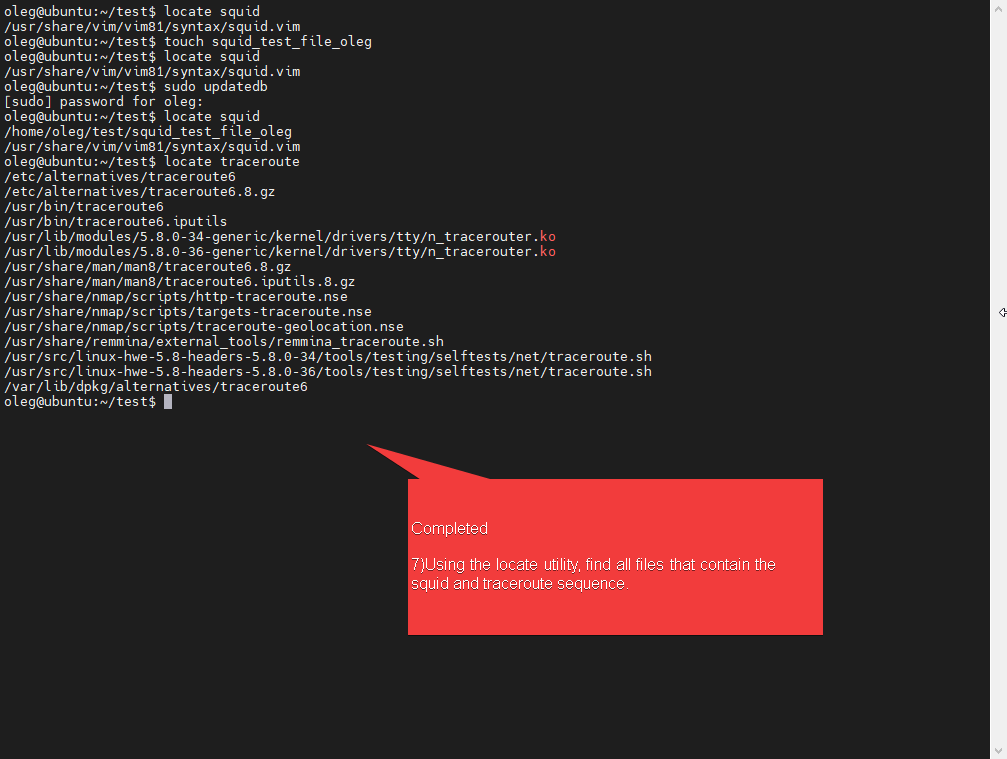 oleg@ubuntu:~/test$ locate squid
/usr/share/vim/vim81/syntax/squid.vim
oleg@ubuntu:~/test$ touch squid_test_file_oleg
oleg@ubuntu:~/test$ locate squid
/usr/share/vim/vim81/syntax/squid.vim
oleg@ubuntu:~/test$ sudo updatedb
[sudo] password for oleg:
oleg@ubuntu:~/test$ locate squid
/home/oleg/test/squid_test_file_oleg
/usr/share/vim/vim81/syntax/squid.vim
oleg@ubuntu:~/test$ locate traceroute
/etc/alternatives/traceroute6
/etc/alternatives/traceroute6.8.gz
/usr/bin/traceroute6
/usr/bin/traceroute6.iputils
/usr/lib/modules/5.8.0-34-generic/kernel/drivers/tty/n_tracerouter.ko
/usr/lib/modules/5.8.0-36-generic/kernel/drivers/tty/n_tracerouter.ko
/usr/share/man/man8/traceroute6.8.gz
/usr/share/man/man8/traceroute6.iputils.8.gz
/usr/share/nmap/scripts/http-traceroute.nse
/usr/share/nmap/scripts/targets-traceroute.nse
/usr/share/nmap/scripts/traceroute-geolocation.nse
/usr/share/remmina/external_tools/remmina_traceroute.sh
/usr/src/linux-hwe-5.8-headers-5.8.0-34/tools/testing/selftests/net/traceroute.sh
/usr/src/linux-hwe-5.8-headers-5.8.0-36/tools/testing/selftests/net/traceroute.sh
/var/lib/dpkg/alternatives/traceroute6
oleg@ubuntu:~/test$
Completed
7)Using the locate utility, find all files that contain the
squid and traceroute sequence.